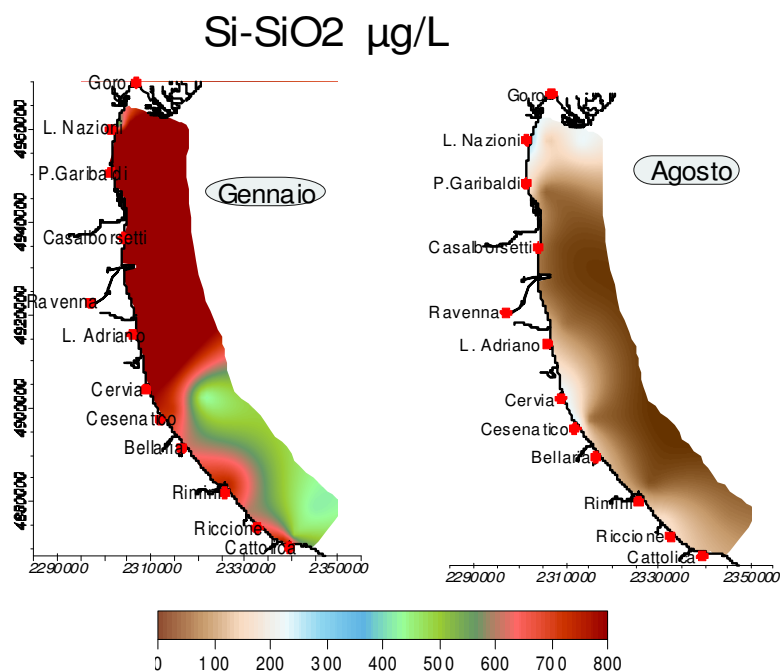 Si-SiO2 µg/L
Goro
L. Nazioni
P.Garibaldi
Gennaio
Casalborsetti
Ravenna
L. Adriano
Cervia
Cesenatico
Bellaria
Rimini
Riccione
Cattolica
4960000
4940000
4920000
4900000
4880000
2290000 2310000 2330000 2350000
Goro
L. Nazioni
P.Garibaldi
Agosto
Casalborsetti
Ravenna
L. Adriano
Cervia
Cesenatico
Bellaria
Rimini
Riccione
Cattolica
2290000 2310000 2330000 2350000
0 100 200 300 400 500 600 700 800